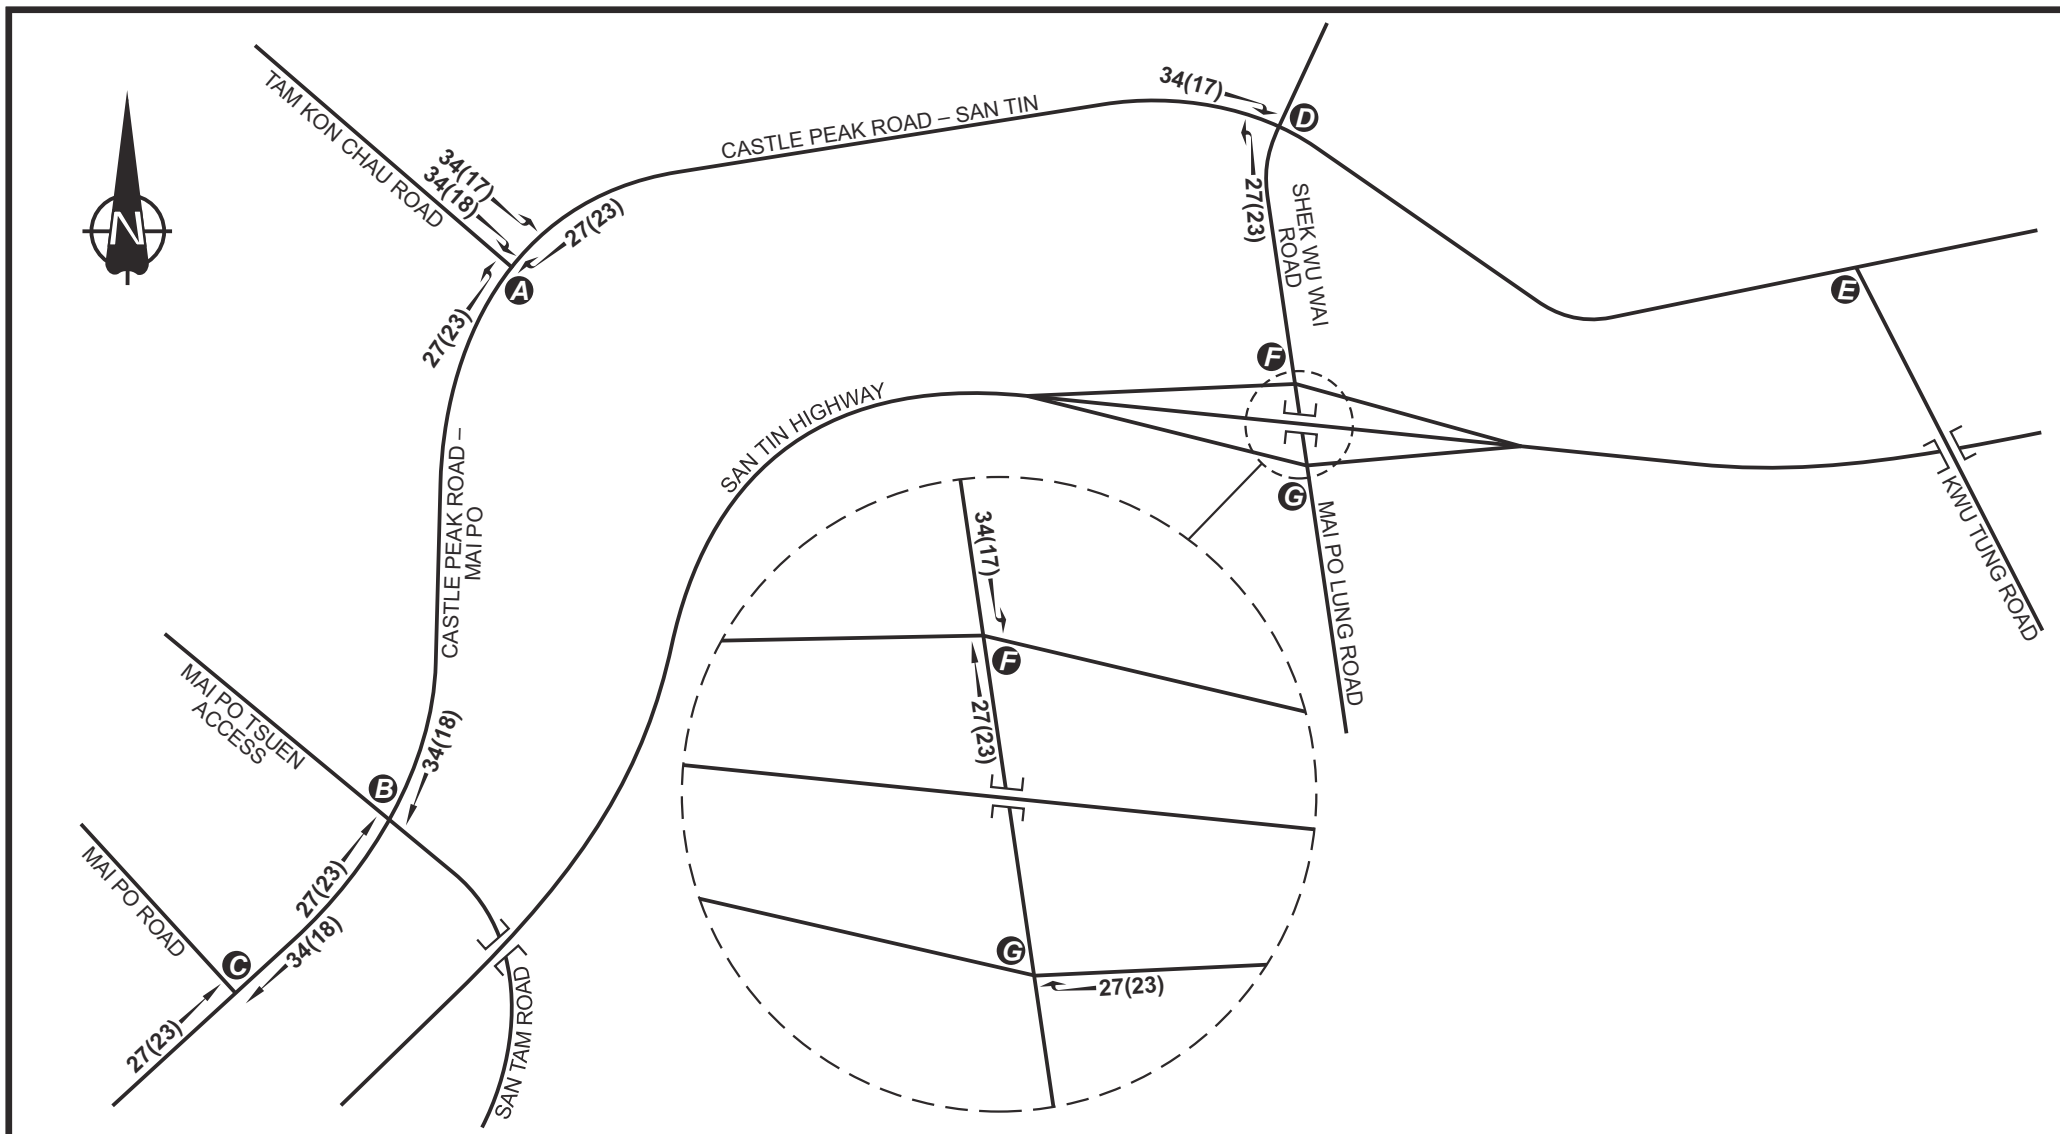 34(17)
D
TAM KON CHAU ROAD
CASTLE PEAK ROAD – SAN TIN
34(17)
34(18)
27(23)
27(23)
SHEK WU WAI
ROAD
N
A
27(23)
E
F
SAN TIN HIGHWAY
G
CASTLE PEAK ROAD –
MAI PO
MAI PO LUNG ROAD
KWU TUNG ROAD
34(17)
F
27(23)
MAI PO TSUEN
ACCESS
34(18)
B
27(23)
MAI PO ROAD
34(18)
C
G
27(23)
27(23)
SAN TAM ROAD